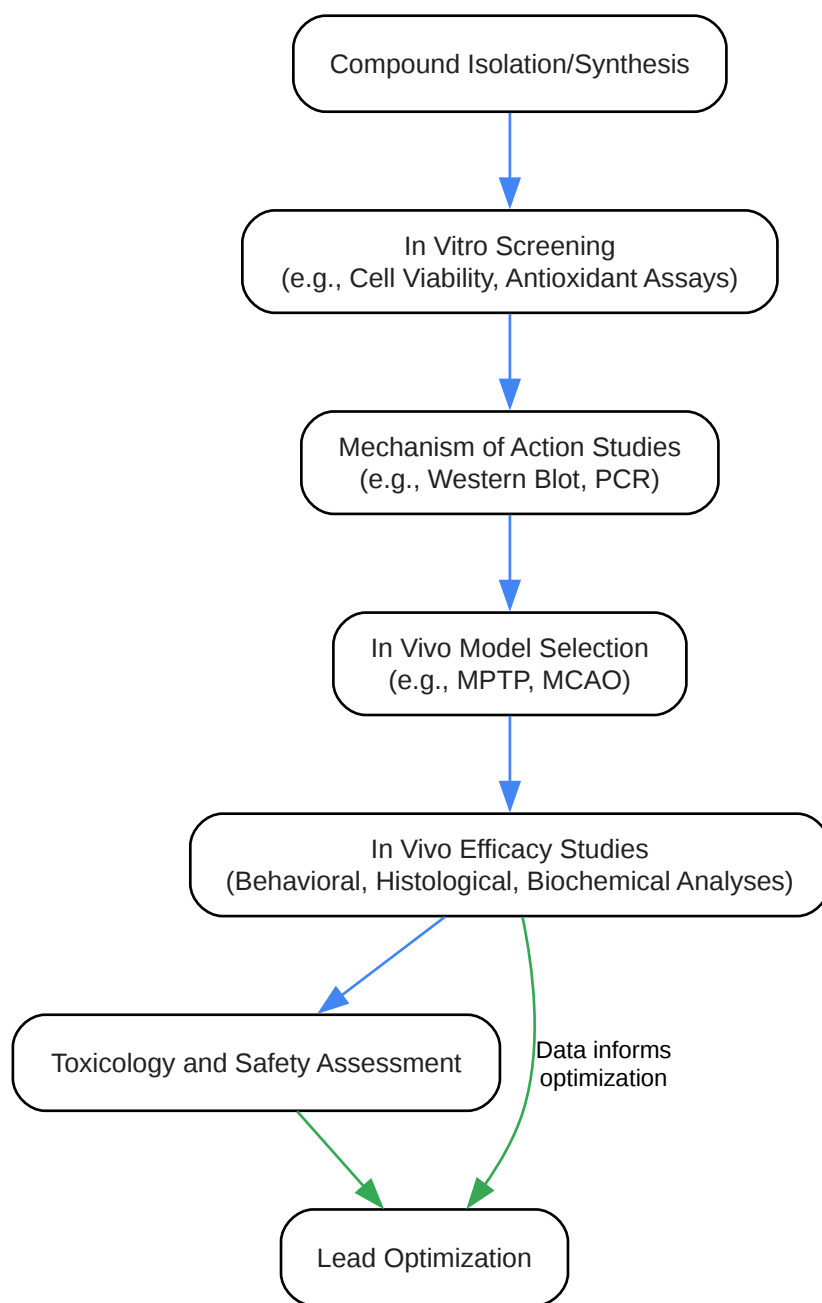 Compound Isolation/Synthesis
In Vitro Screening
(e.g., Cell Viability, Antioxidant Assays)
Mechanism of Action Studies
(e.g., Western Blot, PCR)
In Vivo Model Selection
(e.g., MPTP, MCAO)
In Vivo Efficacy Studies
(Behavioral, Histological, Biochemical Analyses)
Toxicology and Safety Assessment
Data informs
optimization
Lead Optimization